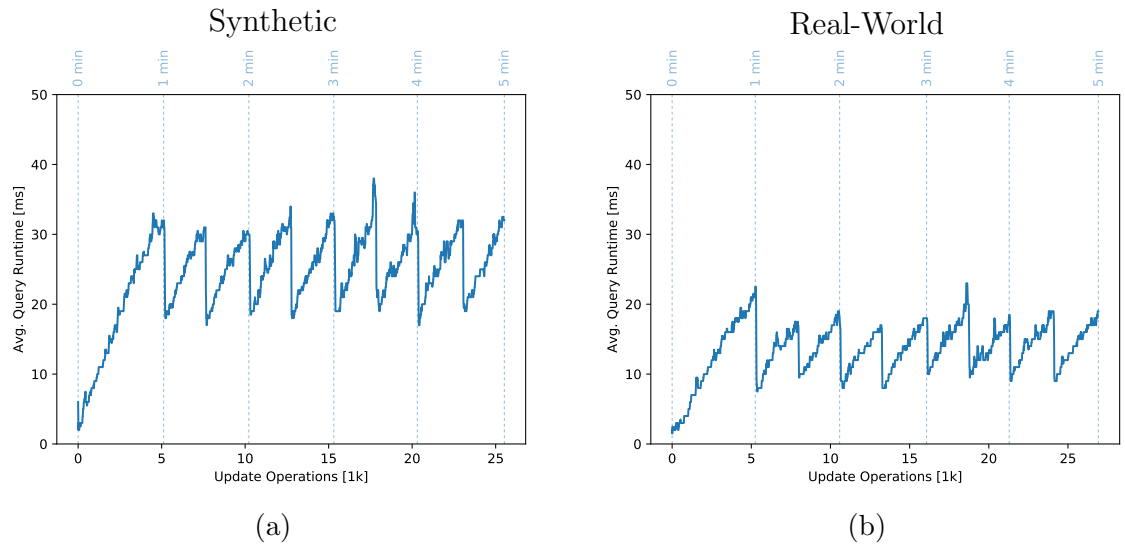 Synthetic
0 min
1 min
2 min
3 min
4 min
5 min
50
40
30
20
10
0
Avg. Query Runtime [ms]
0
5
10
15
20
25
Update Operations [1k]
(a)
Real-World
0 min
1 min
2 min
3 min
4 min
5 min
50
40
30
20
10
0
Avg. Query Runtime [ms]
0
5
10
15
20
25
Update Operations [1k]
(b)